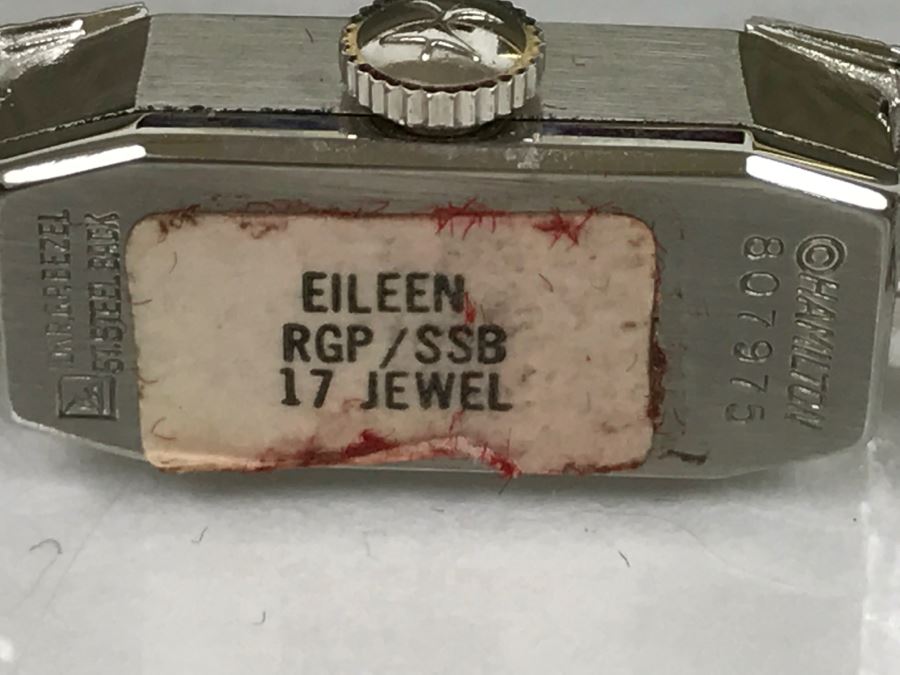 EILEEN
RGP/SSB
17 JEWEL
©HAMILTON
807975